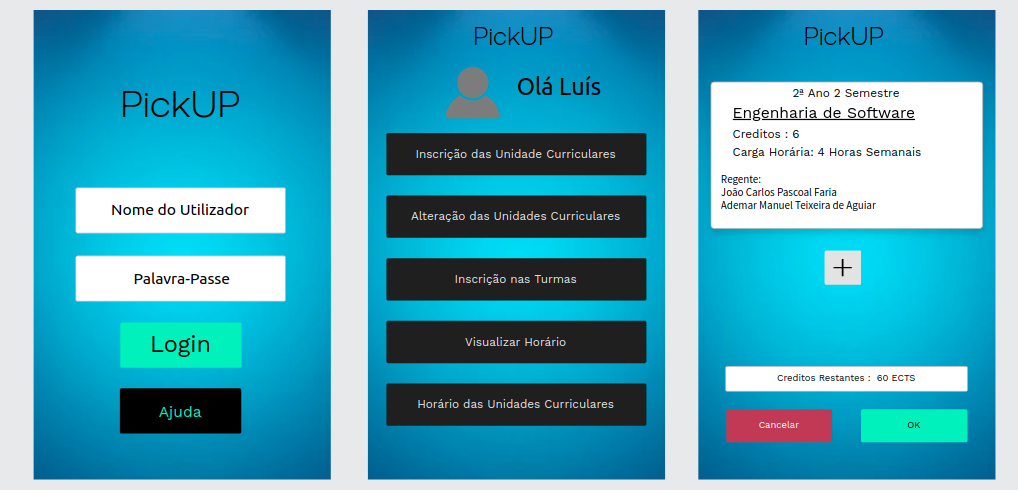 PickUP
Nome do Utilizador
Palavra-Passe
Login
Ajuda
PickUP
Olá Luís
Inscrição das Unidade Curriculares
Alteração das Unidades Curriculares
Inscrição nas Turmas
Visualizar Horário
Horário das Unidades Curriculares
PickUP
2ª Ano 2 Semestre
Engenharia de Software
Creditos : 6
Carga Horária: 4 Horas Semanais
Regente:
João Carlos Pascoal Faria
Ademar Manuel Teixeira de Aguiar
+
Creditos Restantes : 60 ECTS
Cancelar
OK